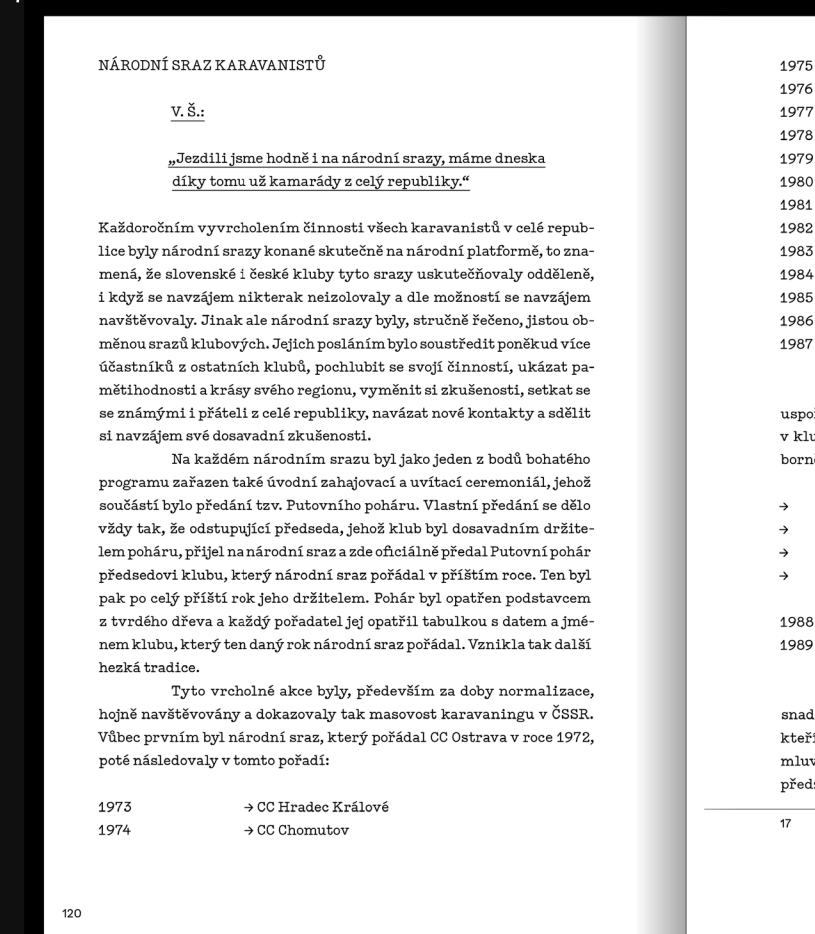 NÁRODNÍ SRAZ KARAVANISTŮ
V. Š.:
„Jezdili jsme hodně i na národní srazy, máme dneska
díky tomu už kamarády z celý republiky.“
Každoročním vyvrcholením činnosti všech karavanistů v celé repub-
lice byly národní srazy konané skutečně na národní platformě, to zna-
mená, že slovenské i české kluby tyto srazy uskutečňovaly odděleně,
i když se navzájem nikterak neizolovaly a dle možností se navzájem
navštěvovaly. Jinak ale národní srazy byly, stručně řečeno, jistou ob-
měnou srazů klubových. Jejich posláním bylo soustředit poněkud více
účastníků z ostatních klubů, pochlubit se svojí činností, ukázat pa-
mětihodnosti a krásy svého regionu, vyměnit si zkušenosti, setkat se
se známými i přáteli z celé republiky, navázat nové kontakty a sdělit
si navzájem své dosavadní zkušenosti.
Na každém národním srazu byl jako jeden z bodů bohatého
programu zařazen také úvodní zahajovací a uvítací ceremoniál, jehož
součástí bylo předání tzv. Putovního poháru. Vlastní předání se dělo
vždy tak, že odstupující předseda, jehož klub byl dosavadním držite-
lem poháru, přijel na národní sraz a zde oficiálně předal Putovní pohár
předsedovi klubu, který národní sraz pořádal v příštím roce. Ten byl
pak po celý příští rok jeho držitelem. Pohár byl opatřen podstavcem
z tvrdého dřeva a každý pořadatel jej opatřil tabulkou s datem a jmé-
nem klubu, který ten daný rok národní sraz pořádal. Vznikla tak další
hezká tradice.
Tyto vrcholné akce byly, především za doby normalizace,
hojně navštěvovány a dokazovaly tak masovost karavaningu v ČSSR.
Vůbec prvním byl národní sraz, který pořádal CC Ostrava v roce 1972,
poté následovaly v tomto pořadí:
1973 → CC Hradec Králové
1974 → CC Chomutov
120
1975
1976
1977
1978
1979
1980
1981
1982
1983
1984
1985
1986
1987
uspo
v klu
born
→
→
→
→
1988
1989
snad
kteří
mluv
před
17